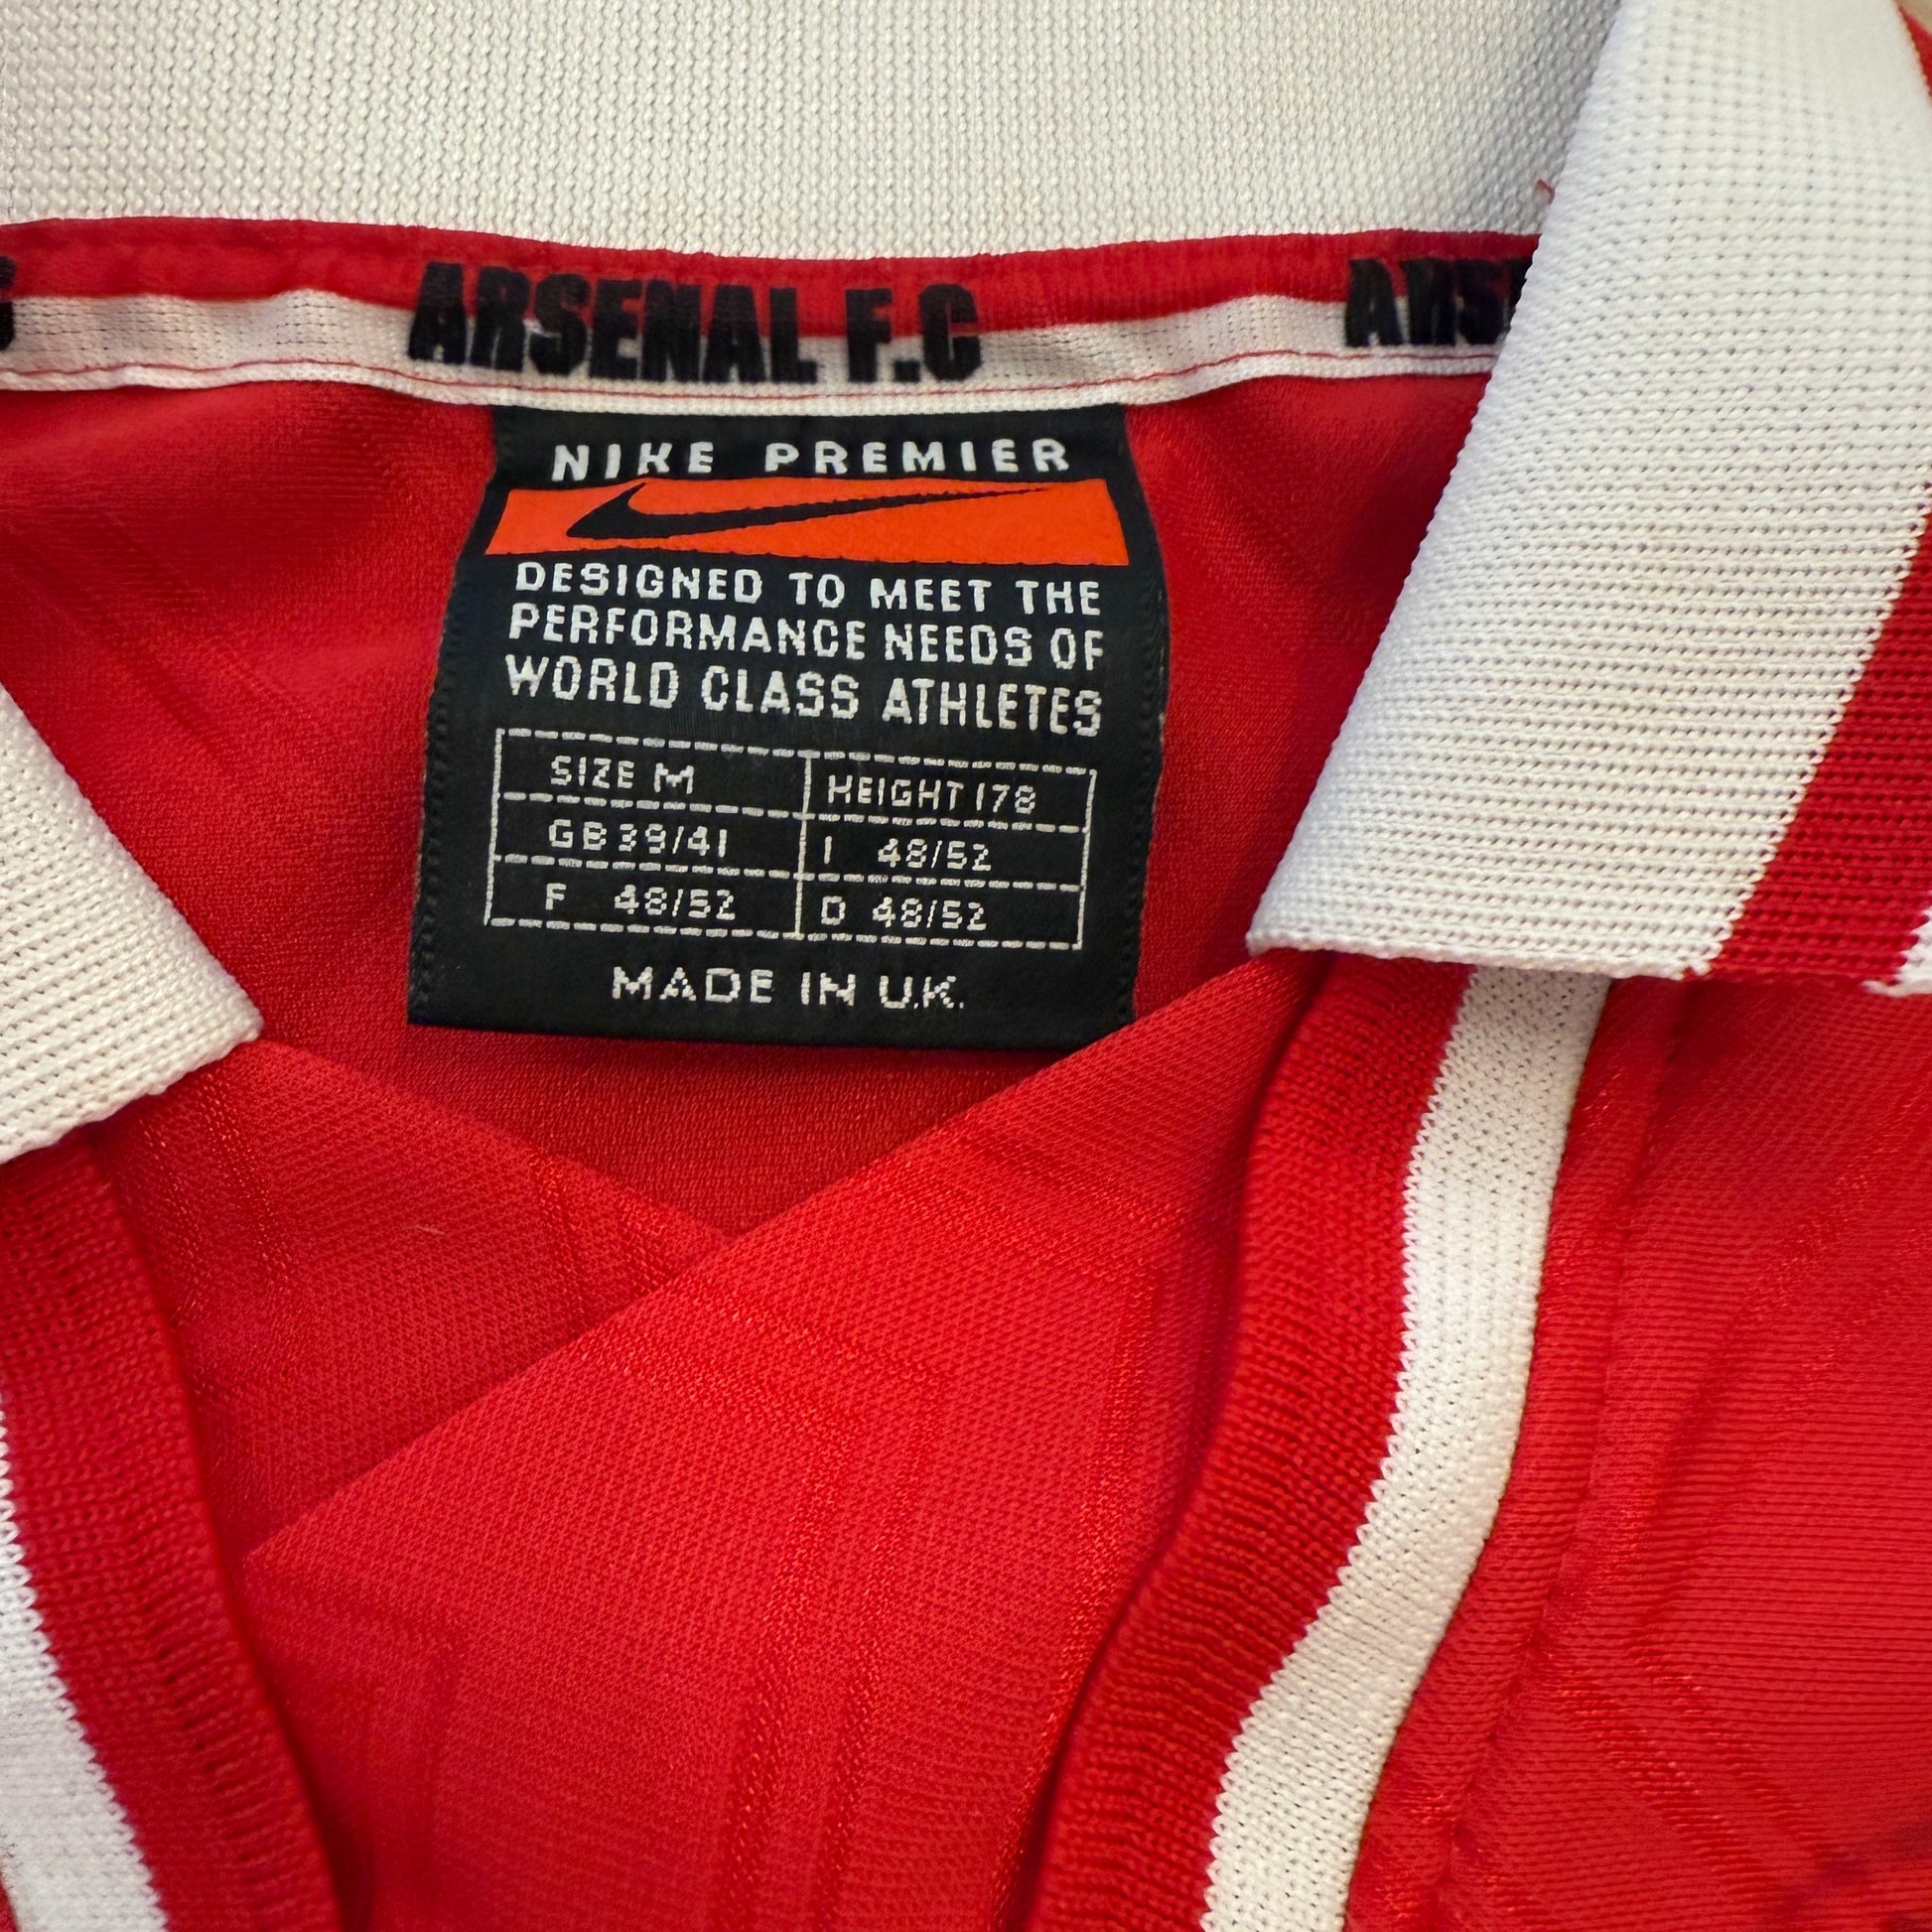 ARSENAL F.C
NIKE PREMIER
DESIGNED TO MEET THE
PERFORMANCE NEEDS OF
WORLD CLASS ATHLETES
SIZE M HEIGHT 178
GB 39/41 I 48/52
F 48/52 D 48/52
MADE IN U.K.